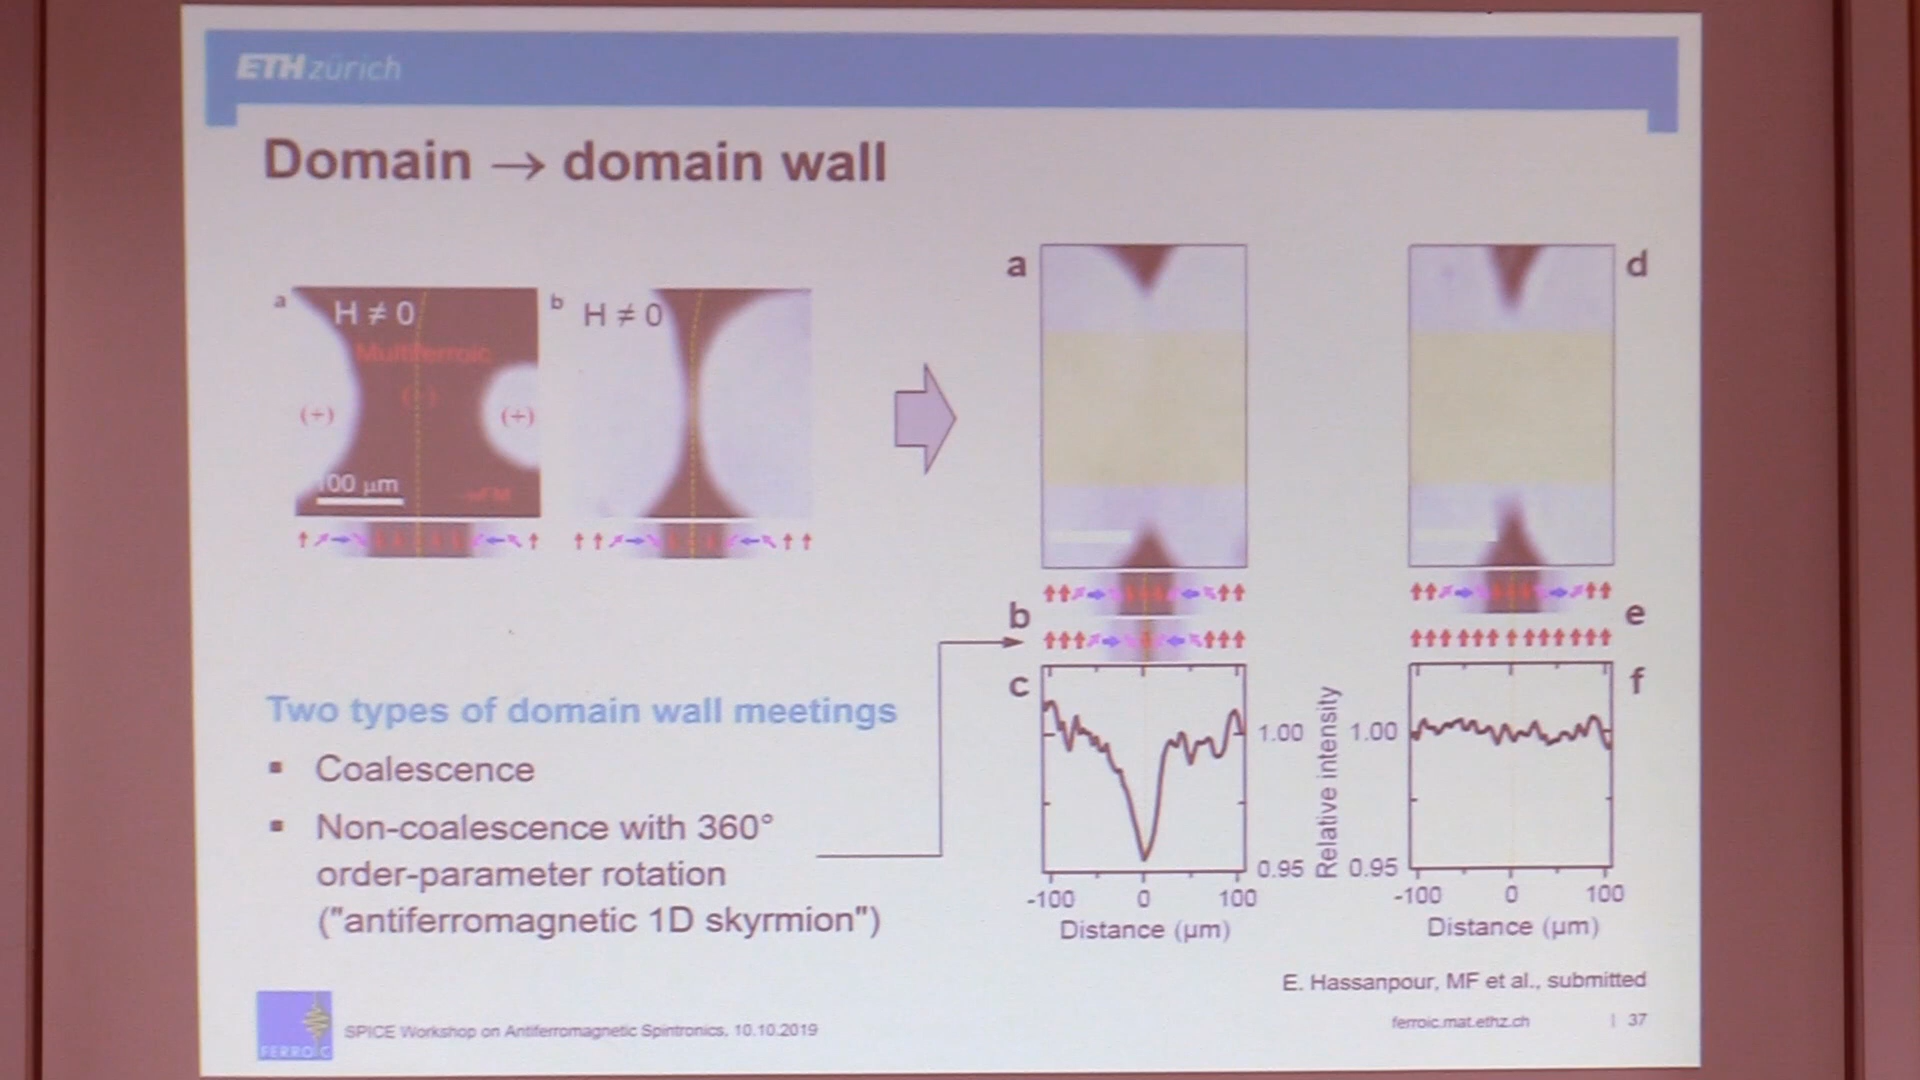 ETH zürich
Domain → domain wall
a
H ≠ 0
Multiferroic
(+)
(+)
100 µm
b
H ≠ 0
a
d
b
e
c
f
1.00
0.95
Relative intensity
1.00
0.95
-100 0 100
Distance (µm)
-100 0 100
Distance (µm)
Two types of domain wall meetings
▪ Coalescence
▪ Non-coalescence with 360°
order-parameter rotation
("antiferromagnetic 1D skyrmion")
E. Hassanpour, MF et al., submitted
FERROIC
SPICE Workshop on Antiferromagnetic Spintronics, 10.10.2019
ferroic.mat.ethz.ch | 37